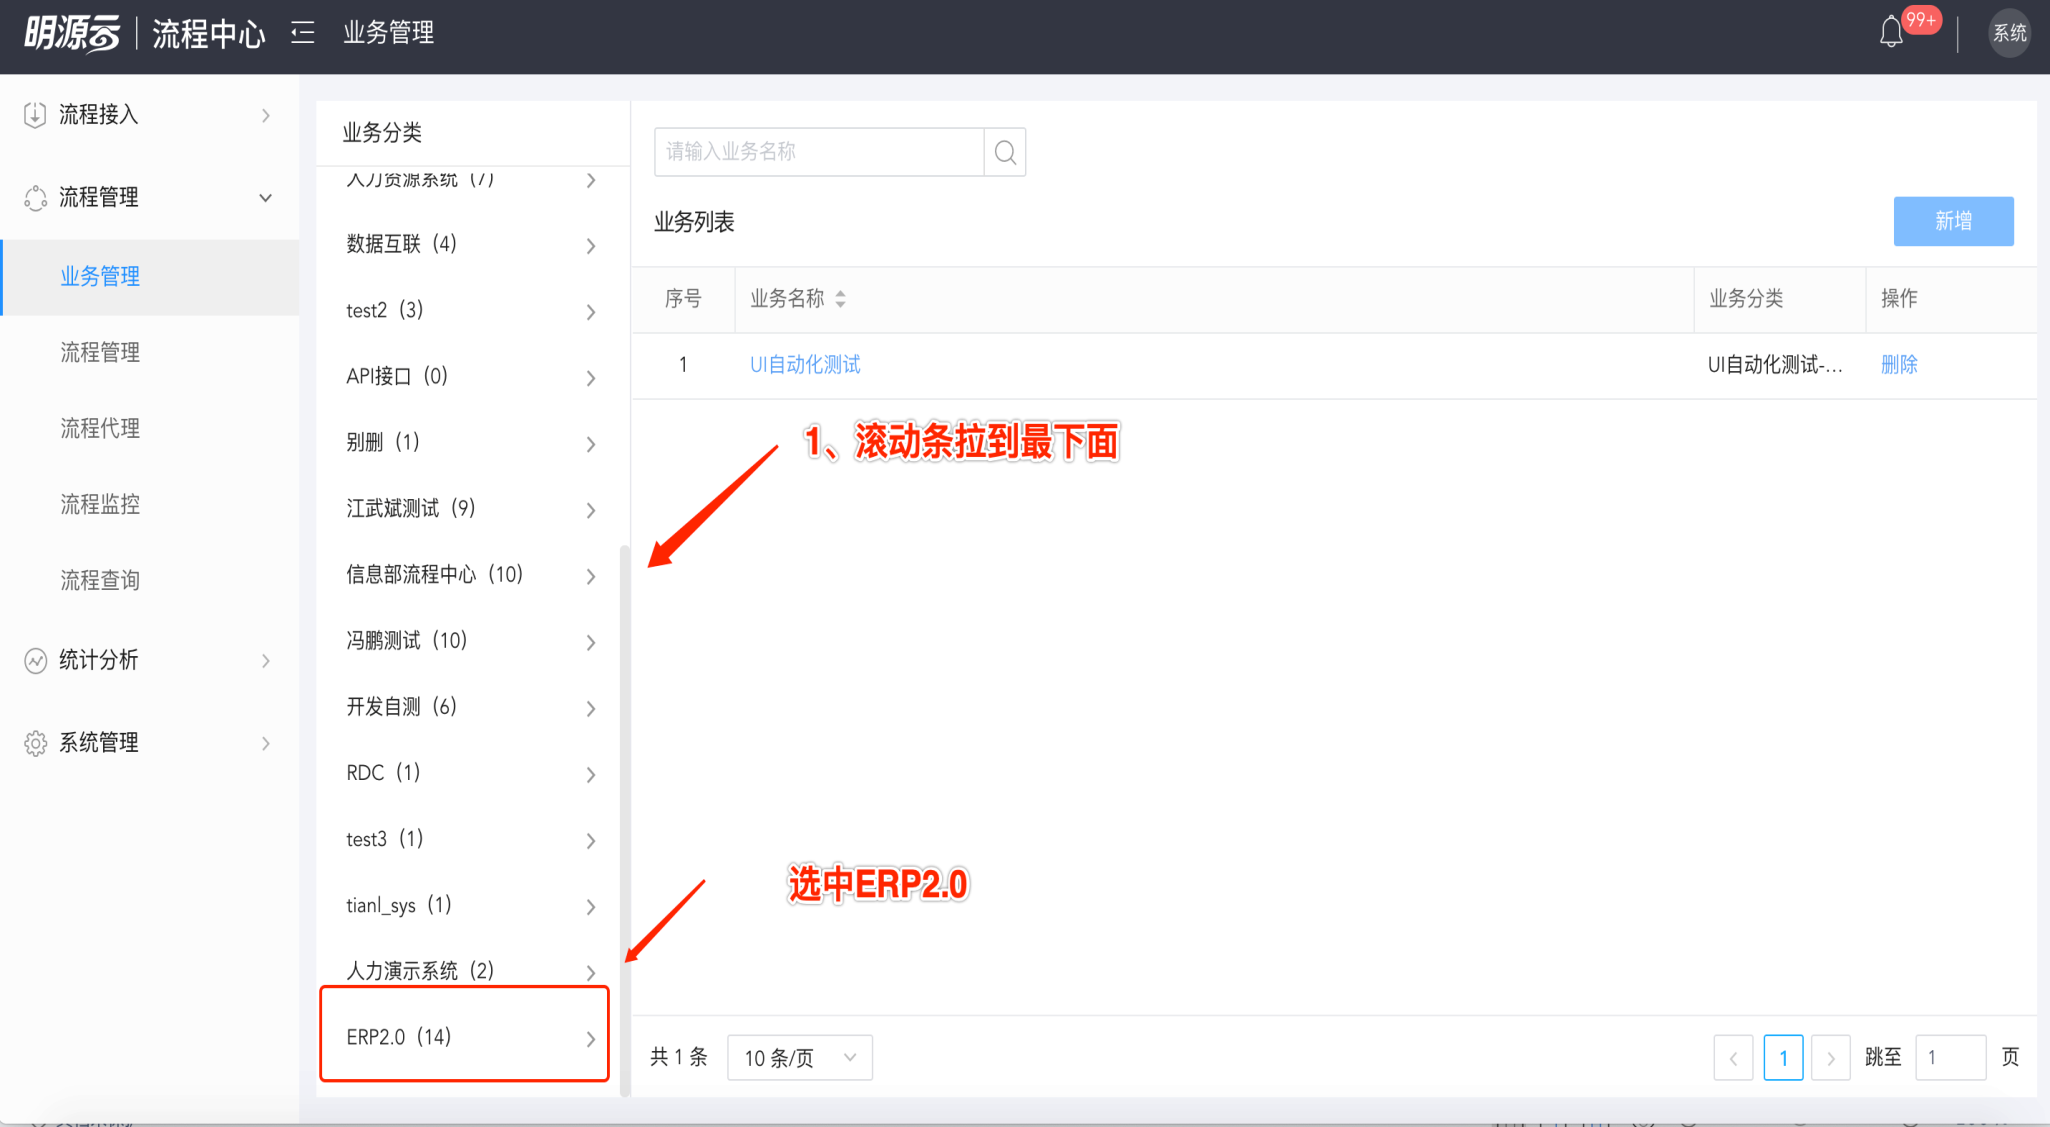 明源云 流程中心 业务管理 99+ 系统
流程接入
流程管理
业务管理
流程管理
流程代理
流程监控
流程查询
统计分析
系统管理
业务分类
人力资源系统（7）
数据互联（4）
test2（3）
API接口（0）
别删（1）
江武斌测试（9）
信息部流程中心（10）
冯鹏测试（10）
开发自测（6）
RDC（1）
test3（1）
tianl_sys（1）
人力演示系统（2）
ERP2.0（14）
请输入业务名称
业务列表 新增
序号 业务名称 业务分类 操作
1 UI自动化测试 UI自动化测试-... 删除
1、滚动条拉到最下面
选中ERP2.0
共 1 条 10 条/页 1 跳至 1 页